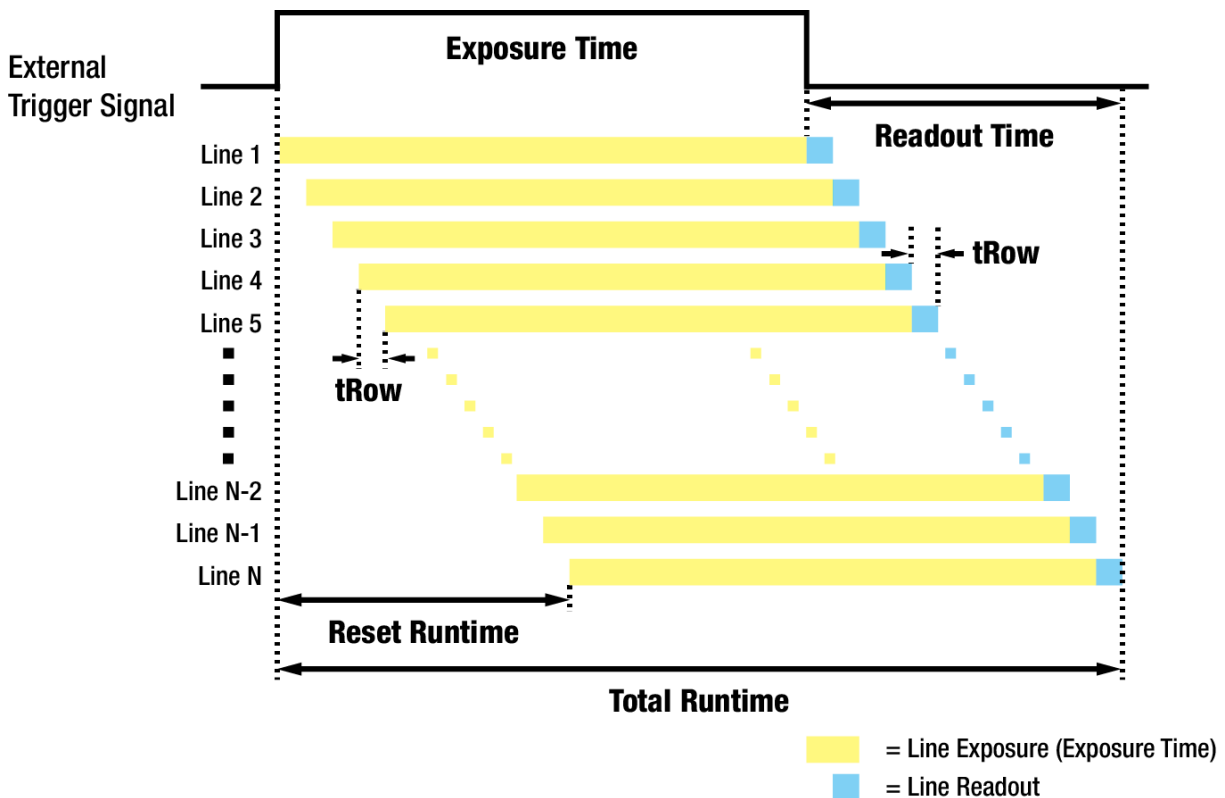 Exposure Time
External
Trigger Signal
Readout Time
Line 1
Line 2
Line 3
tRow
Line 4
Line 5
tRow
Line N-2
Line N-1
Line N
Reset Runtime
Total Runtime
= Line Exposure (Exposure Time)
= Line Readout